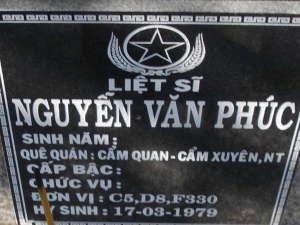 LIỆT SĨ
NGUYỄN VĂN PHÚC
SINH NĂM:
QUÊ QUÁN: CẨM QUAN - CẨM XUYÊN, NT
CẤP BẬC:
CHỨC VỤ:
ĐƠN VỊ: C5, D8, F330
HY SINH: 17-03-1979